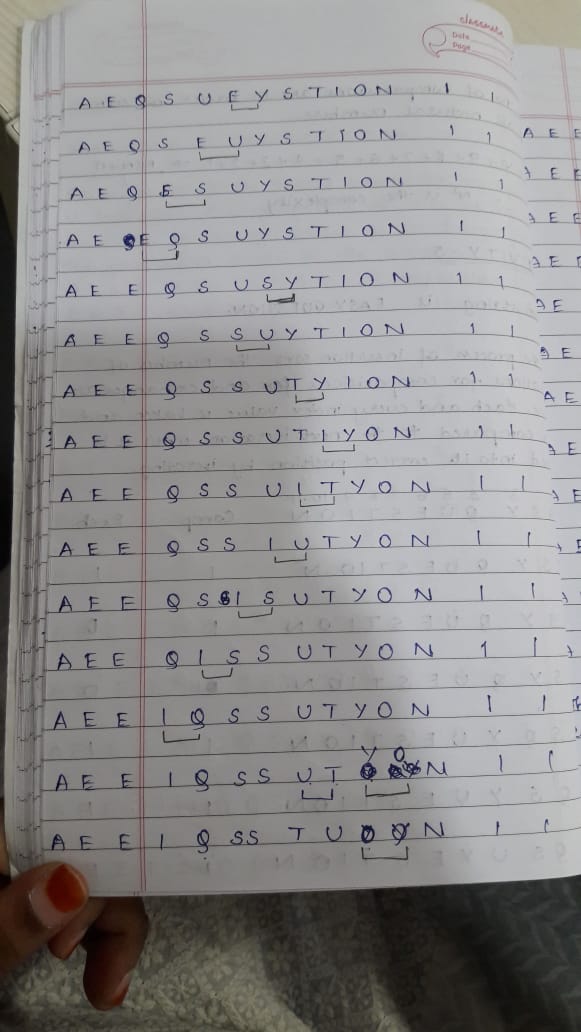 classmate
Date
Page
A E Q S U E Y S T I O N 1 1
A E Q S E U Y S T I O N 1 1
A E Q E S U Y S T I O N 1 1
A E E Q S U Y S T I O N 1 1
A E E Q S U S Y T I O N 1 1
A E E Q S S U Y T I O N 1 1
A E E Q S S U T Y I O N 1 1
A E E Q S S U T I Y O N 1 1
A E E Q S S U I T Y O N 1 1
A E E Q S S I U T Y O N 1 1
A E E Q S I S U T Y O N 1 1
A E E Q I S S U T Y O N 1 1
A E E I Q S S U T Y O N 1 1
A E E I Q S S U T Y O N 1 1
A E E I Q S S T U O Y N 1 1
A E E
A E E
A E E
A E E
A E
A E
A E
A E
A E